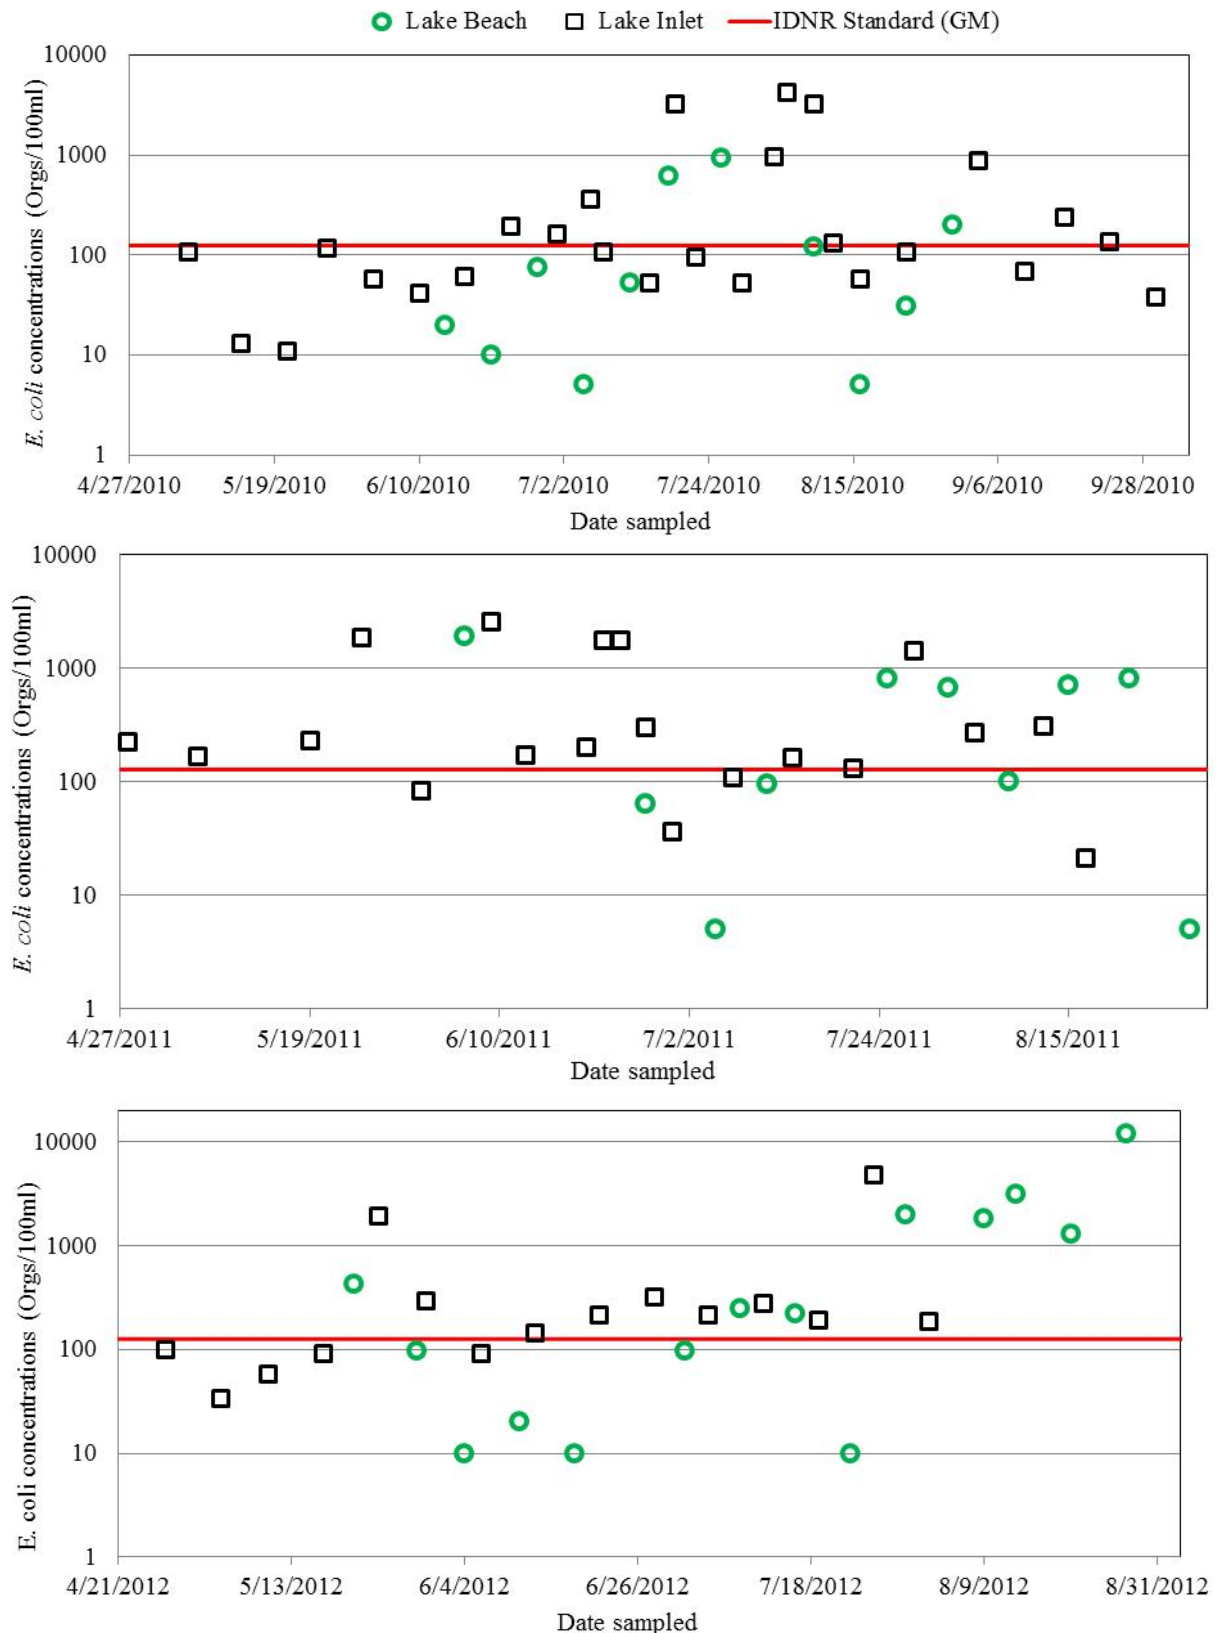 Lake Beach Lake Inlet IDNR Standard (GM)
E. coli concentrations (Orgs/100ml)
10000
1000
100
10
1
4/27/2010 5/19/2010 6/10/2010 7/2/2010 7/24/2010 8/15/2010 9/6/2010 9/28/2010
Date sampled
E. coli concentrations (Orgs/100ml)
10000
1000
100
10
1
4/27/2011 5/19/2011 6/10/2011 7/2/2011 7/24/2011 8/15/2011
Date sampled
E. coli concentrations (Orgs/100ml)
10000
1000
100
10
1
4/21/2012 5/13/2012 6/4/2012 6/26/2012 7/18/2012 8/9/2012 8/31/2012
Date sampled